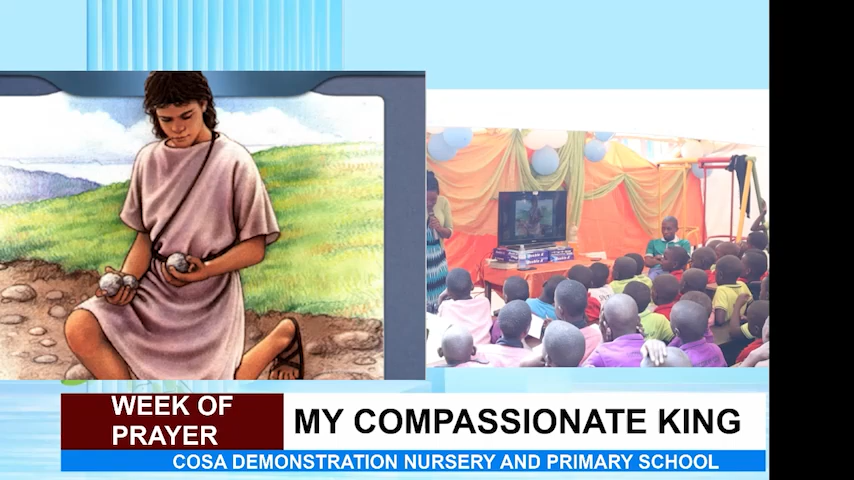 WEEK OF
PRAYER
MY COMPASSIONATE KING
COSA DEMONSTRATION NURSERY AND PRIMARY SCHOOL